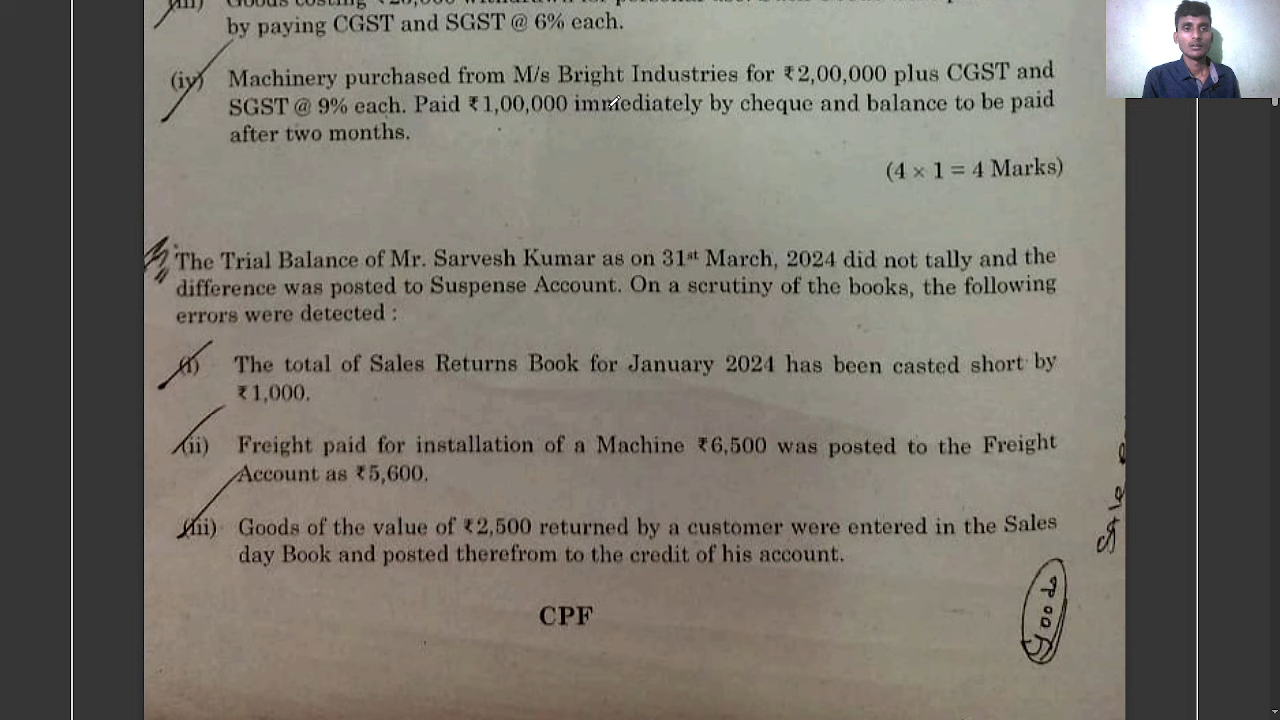 by paying CGST and SGST @ 6% each.
(iv) Machinery purchased from M/s Bright Industries for ₹2,00,000 plus CGST and
SGST @ 9% each. Paid ₹1,00,000 immediately by cheque and balance to be paid
after two months.
(4 × 1 = 4 Marks)
The Trial Balance of Mr. Sarvesh Kumar as on 31st March, 2024 did not tally and the
difference was posted to Suspense Account. On a scrutiny of the books, the following
errors were detected :
(i) The total of Sales Returns Book for January 2024 has been casted short by
₹1,000.
(ii) Freight paid for installation of a Machine ₹6,500 was posted to the Freight
Account as ₹5,600.
(iii) Goods of the value of ₹2,500 returned by a customer were entered in the Sales
day Book and posted therefrom to the credit of his account.
CPF
Goods
Sale